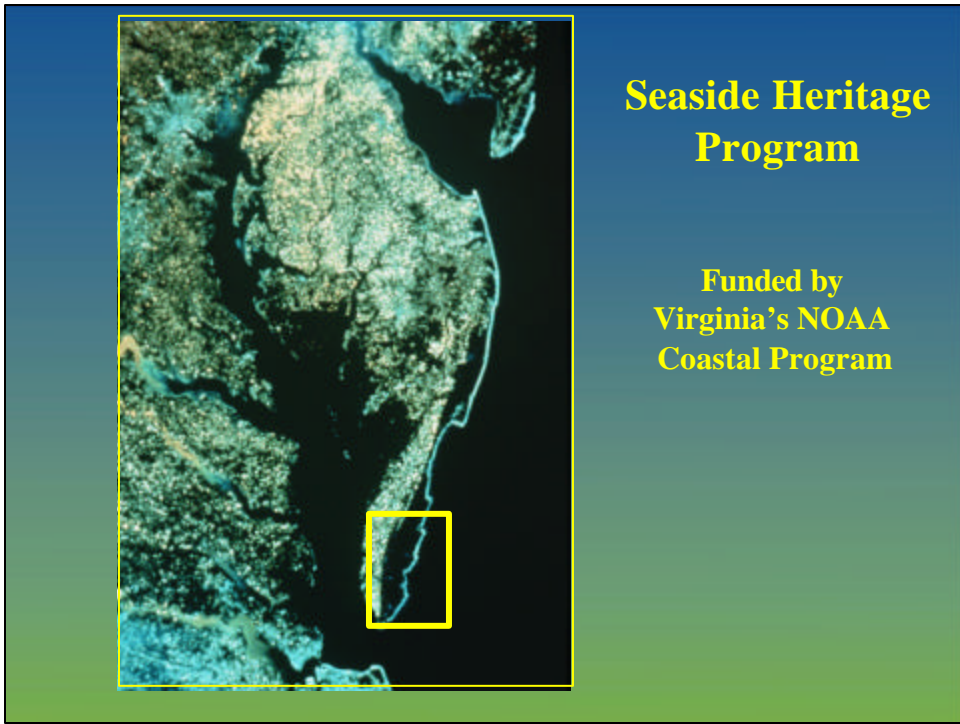 Seaside Heritage
Program
Funded by
Virginia’s NOAA
Coastal Program